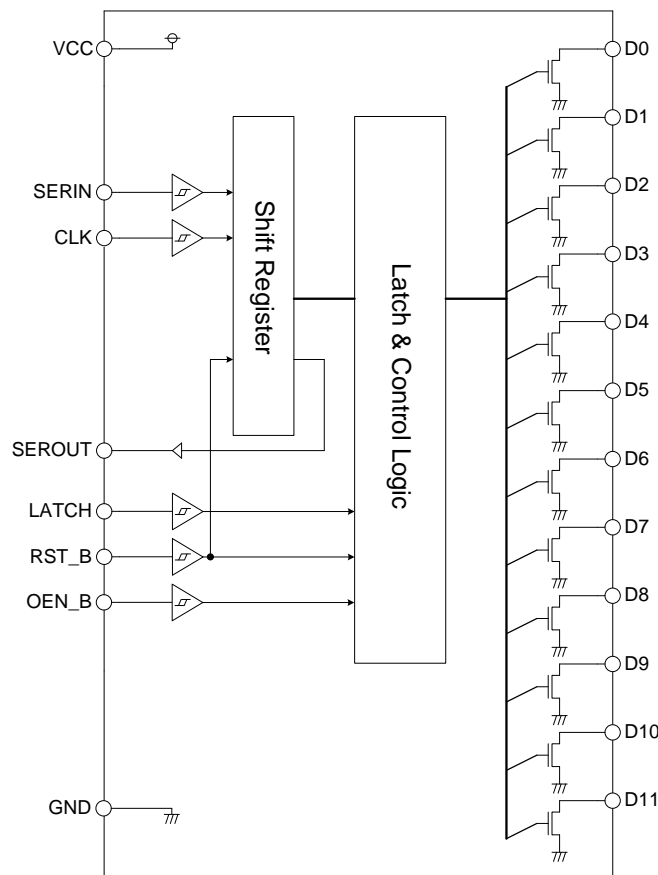 VCC
SERIN
CLK
SEROUT
LATCH
RST_B
OEN_B
GND
Shift Register
Latch & Control Logic
D0
D1
D2
D3
D4
D5
D6
D7
D8
D9
D10
D11